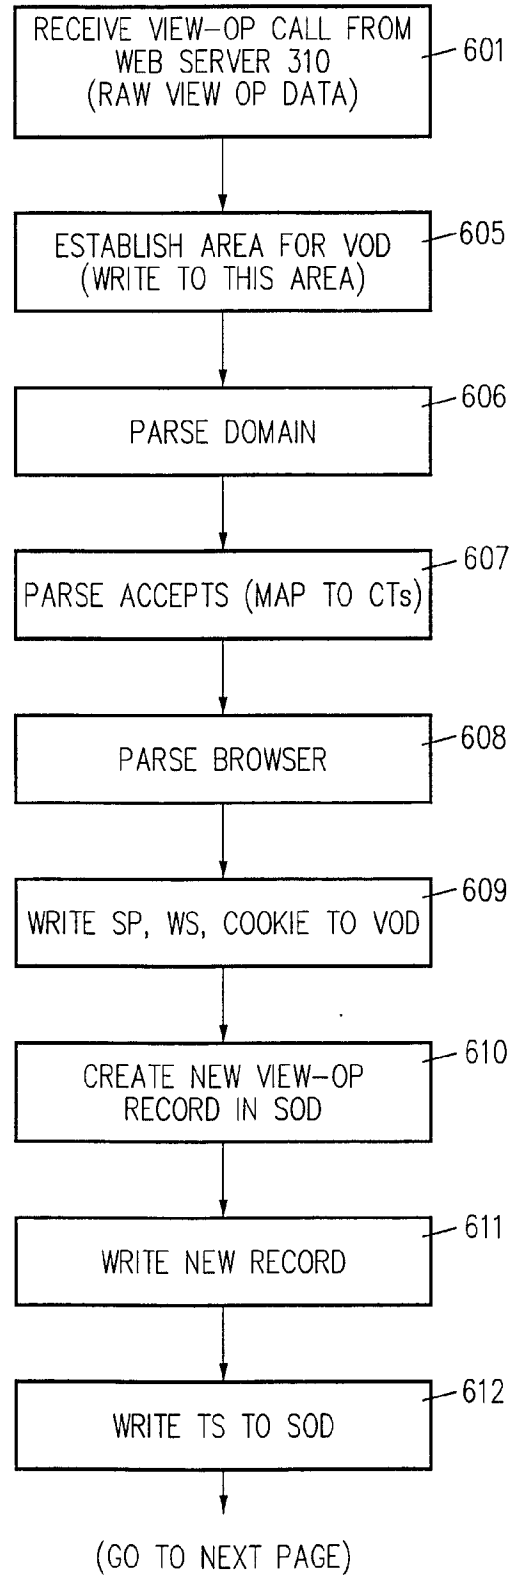 RECEIVE VIEW-OP CALL FROM
WEB SERVER 310
(RAW VIEW OP DATA)
601
ESTABLISH AREA FOR VOD
(WRITE TO THIS AREA)
605
PARSE DOMAIN
606
PARSE ACCEPTS (MAP TO CTs)
607
PARSE BROWSER
608
WRITE SP, WS, COOKIE TO VOD
609
CREATE NEW VIEW-OP
RECORD IN SOD
610
WRITE NEW RECORD
611
WRITE TS TO SOD
612
(GO TO NEXT PAGE)